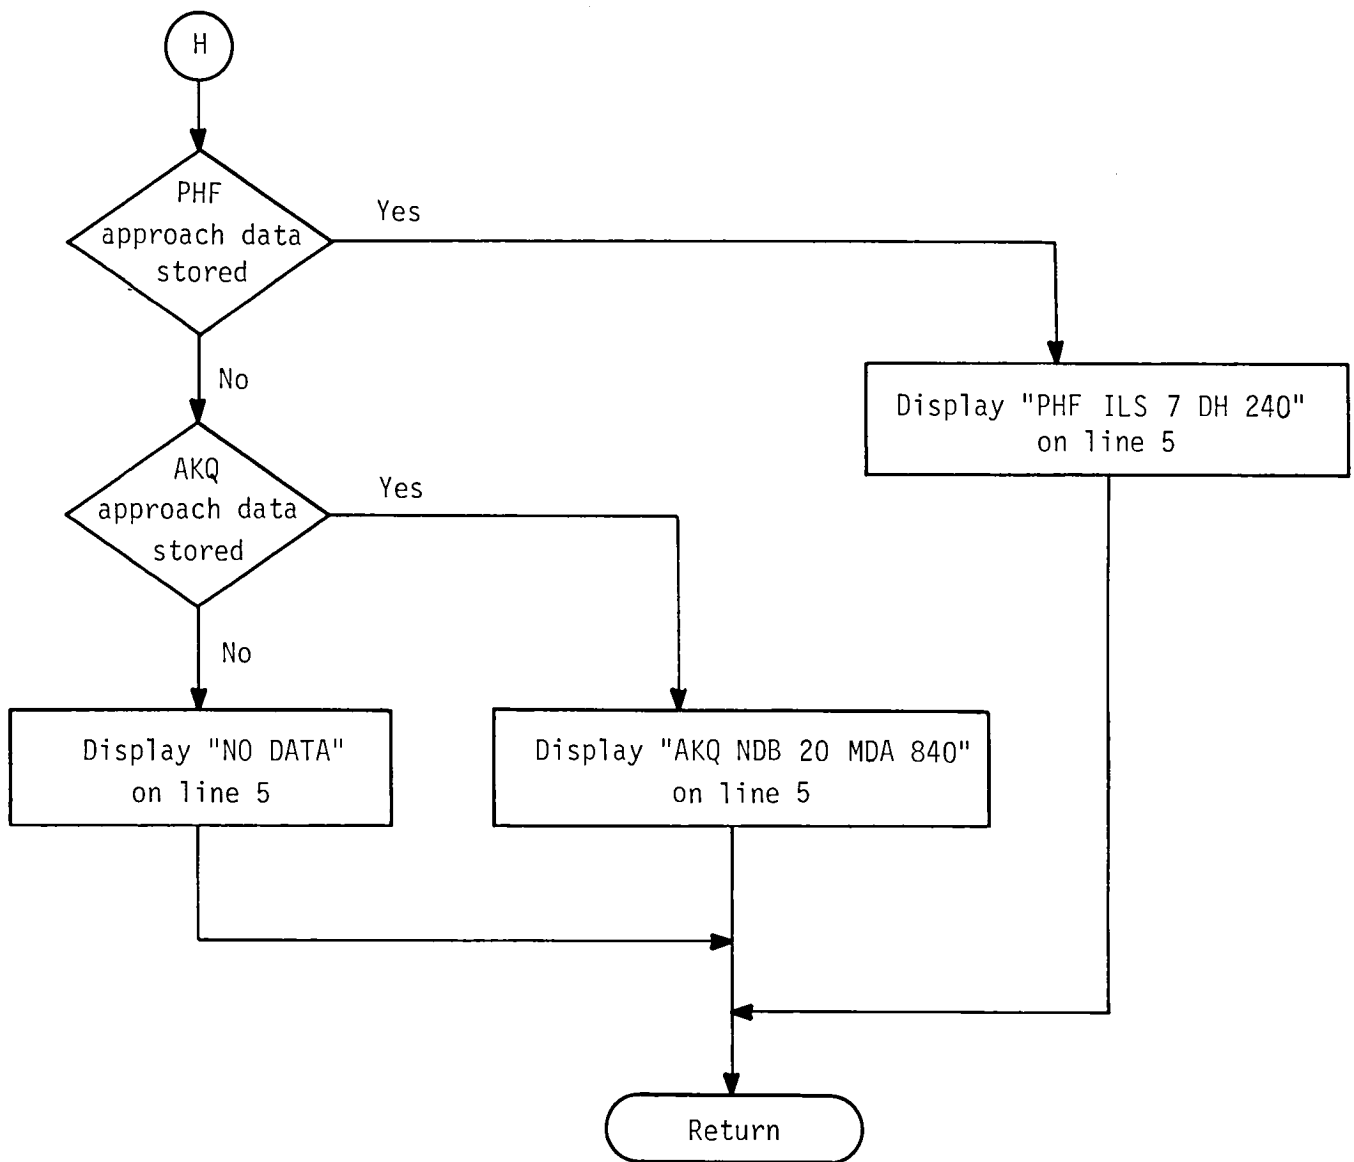 H
PHF
approach data
stored
Yes
No
Display "PHF ILS 7 DH 240"
on line 5
AKQ
approach data
stored
Yes
No
Display "NO DATA"
on line 5
Display "AKQ NDB 20 MDA 840"
on line 5
Return